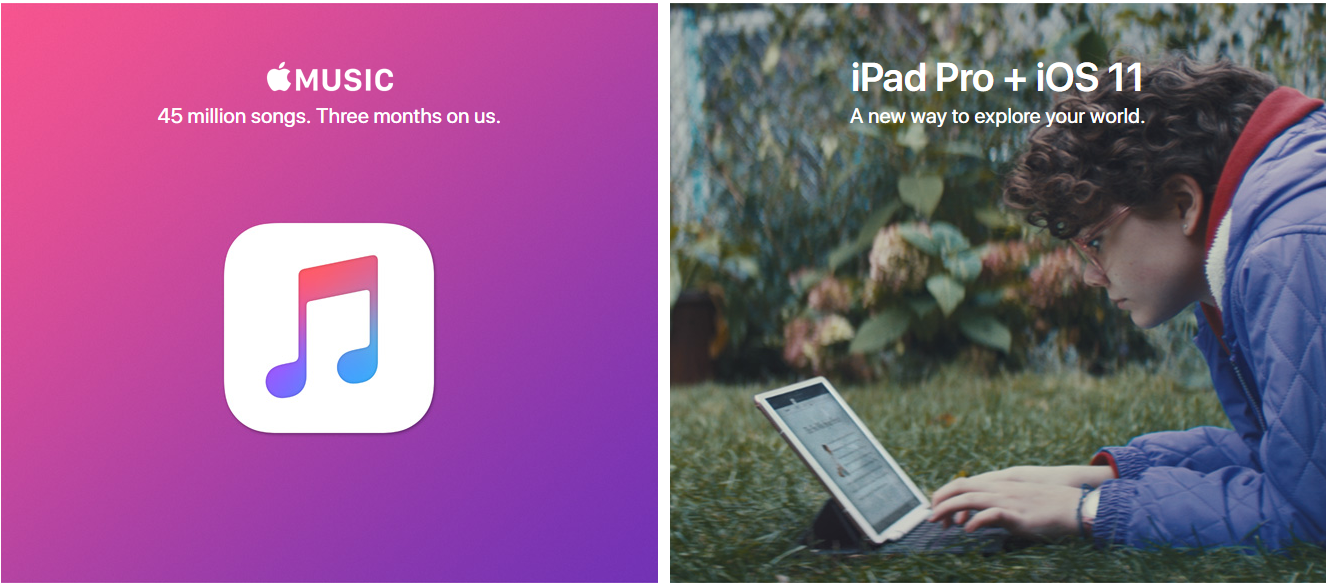 MUSIC
45 million songs. Three months on us.
iPad Pro + iOS 11
A new way to explore your world.